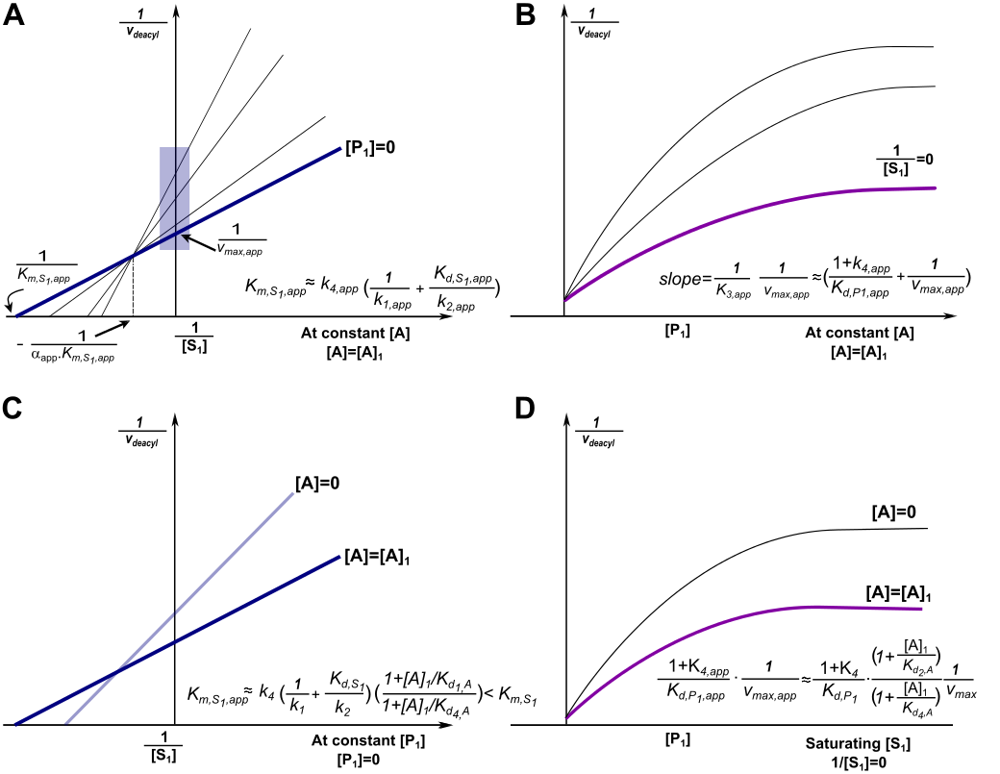 A
1/v_deacyl
[P₁]=0
1/v_max,app
1/K_m,S₁,app
K_m,S₁,app ≈ k_4,app (1/k_1,app + K_d,S₁,app/k_2,app)
- 1/α_app.K_m,S₁,app
1/[S₁]
At constant [A]
[A]=[A]₁
B
1/v_deacyl
1/[S₁]=0
slope= 1/K_3,app 1/v_max,app ≈(1+k_4,app/K_d,P1,app + 1/v_max,app)
[P₁]
At constant [A]
[A]=[A]₁
C
1/v_deacyl
[A]=0
[A]=[A]₁
K_m,S₁,app ≈ k₄ (1/k₁ + K_d,S₁/k₂) (1+[A]₁/K_d₁,A / 1+[A]₁/K_d₄,A) < K_m,S₁
1/[S₁]
At constant [P₁]
[P₁]=0
D
1/v_deacyl
[A]=0
[A]=[A]₁
1+K_4,app/K_d,P₁,app · 1/v_max,app ≈ 1+K₄/K_d,P₁ · (1+[A]₁/K_d₂,A)/(1+[A]₁/K_d₄,A) 1/v_max
[P₁]
Saturating [S₁]
1/[S₁]=0